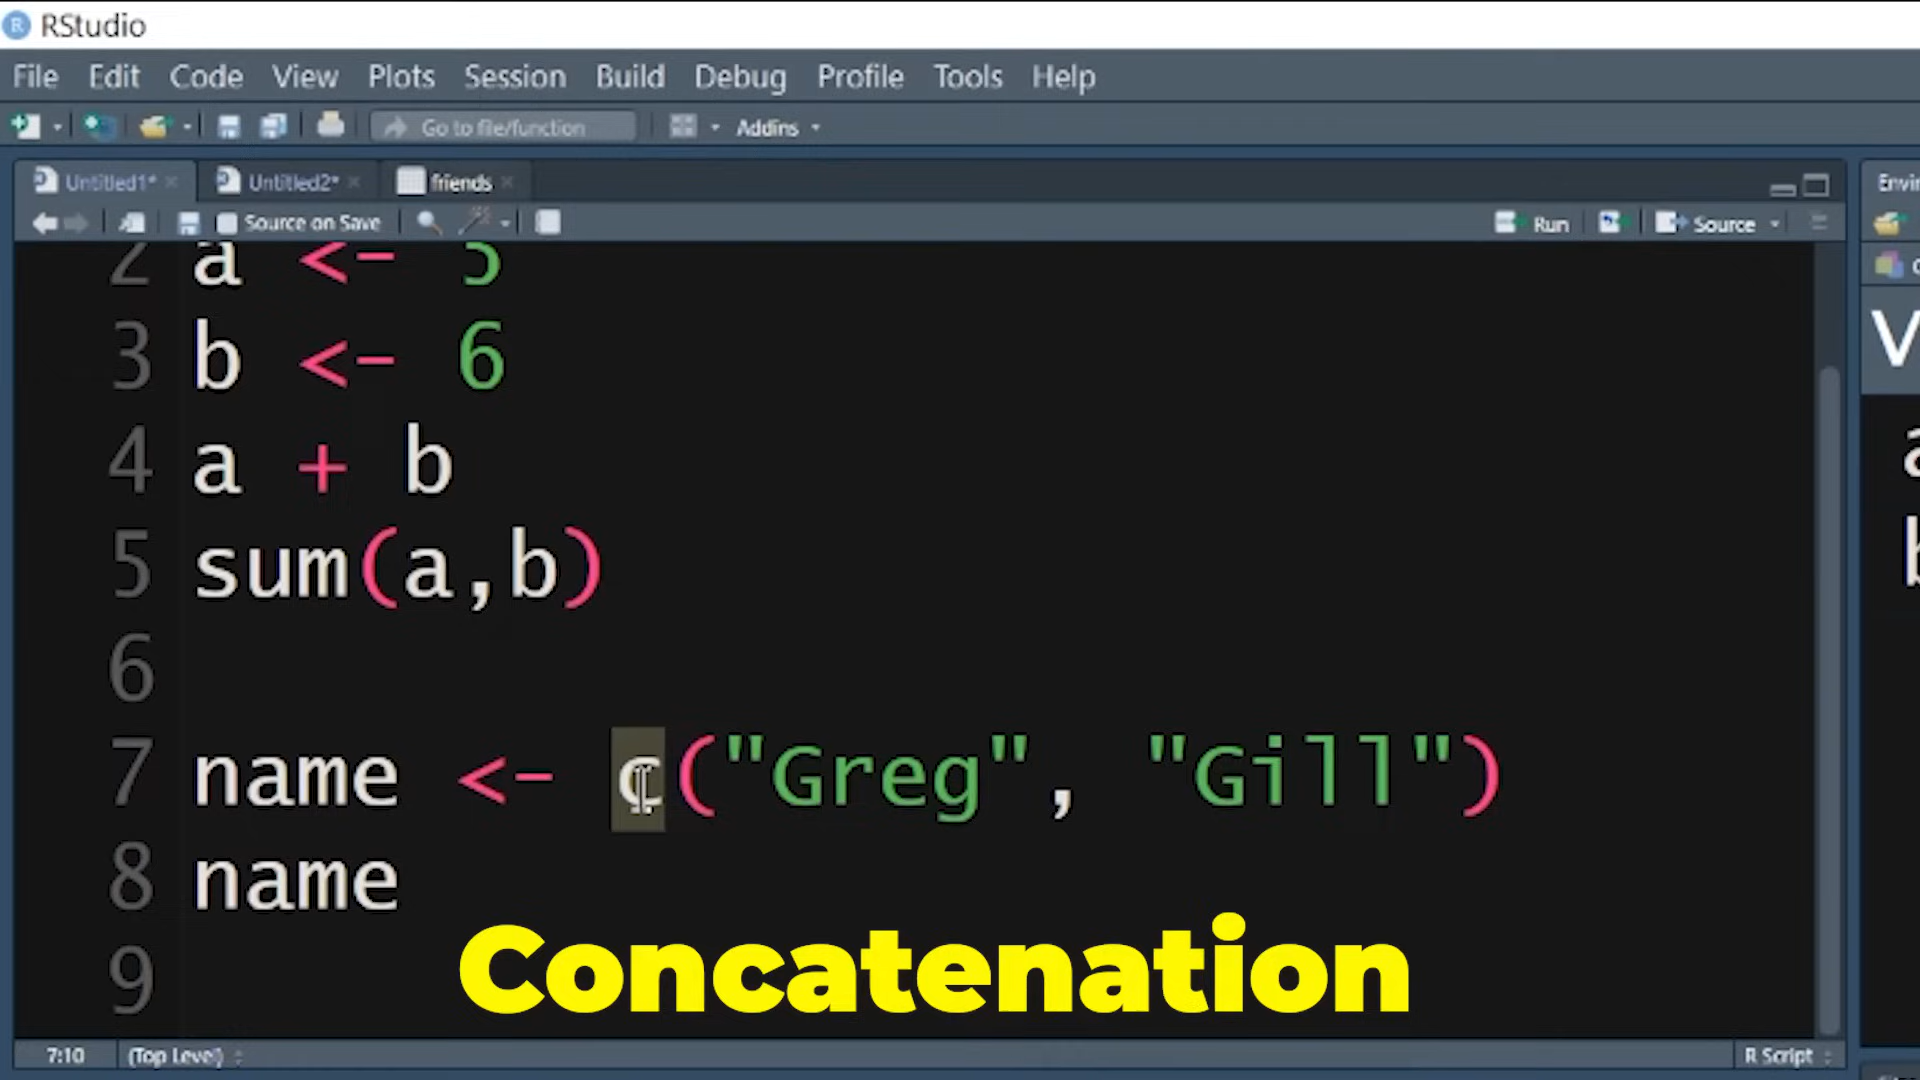 RStudio
File Edit Code View Plots Session Build Debug Profile Tools Help
Go to file/function Addins
Untitled1* Untitled2* friends
Source on Save Run Source
2 a <- 5
3 b <- 6
4 a + b
5 sum(a,b)
6
7 name <- c("Greg", "Gill")
8 name
9
Concatenation
7:10 (Top Level) R Script